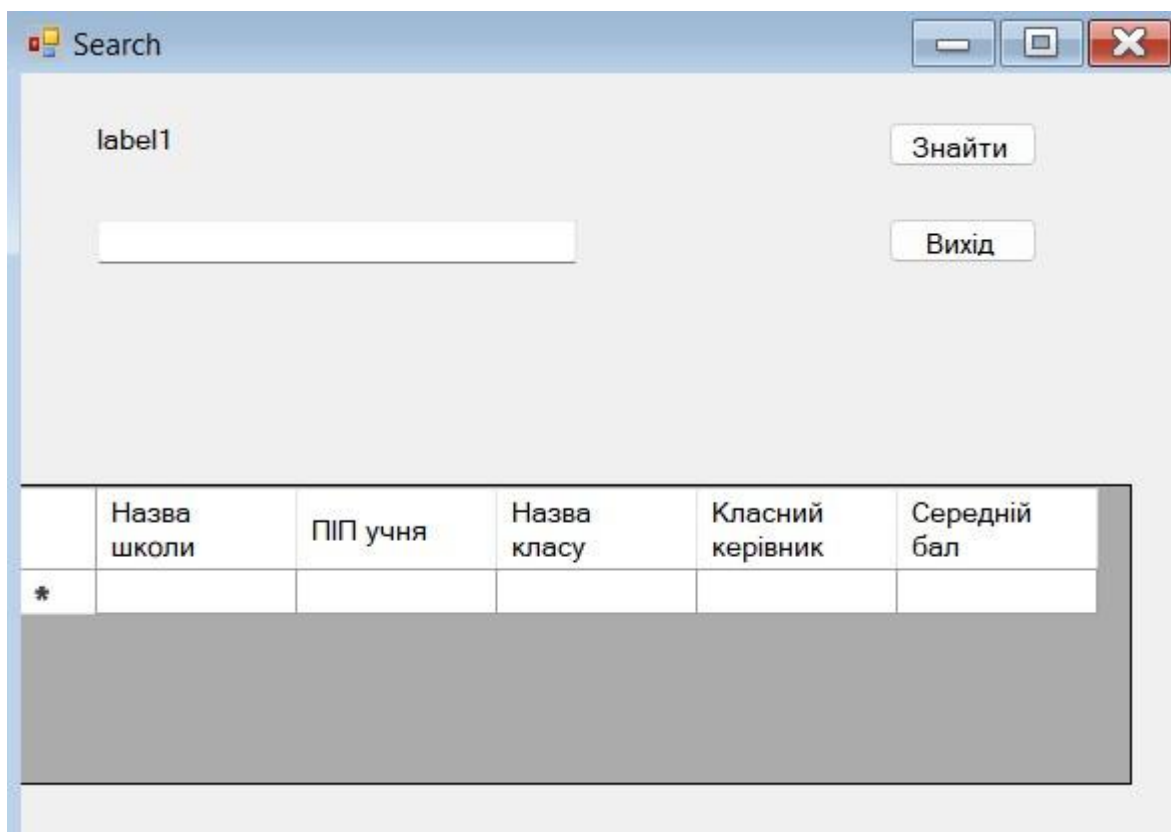 Search
label1
Знайти
Вихід
Назва школи
ПІП учня
Назва класу
Класний керівник
Середній бал
*